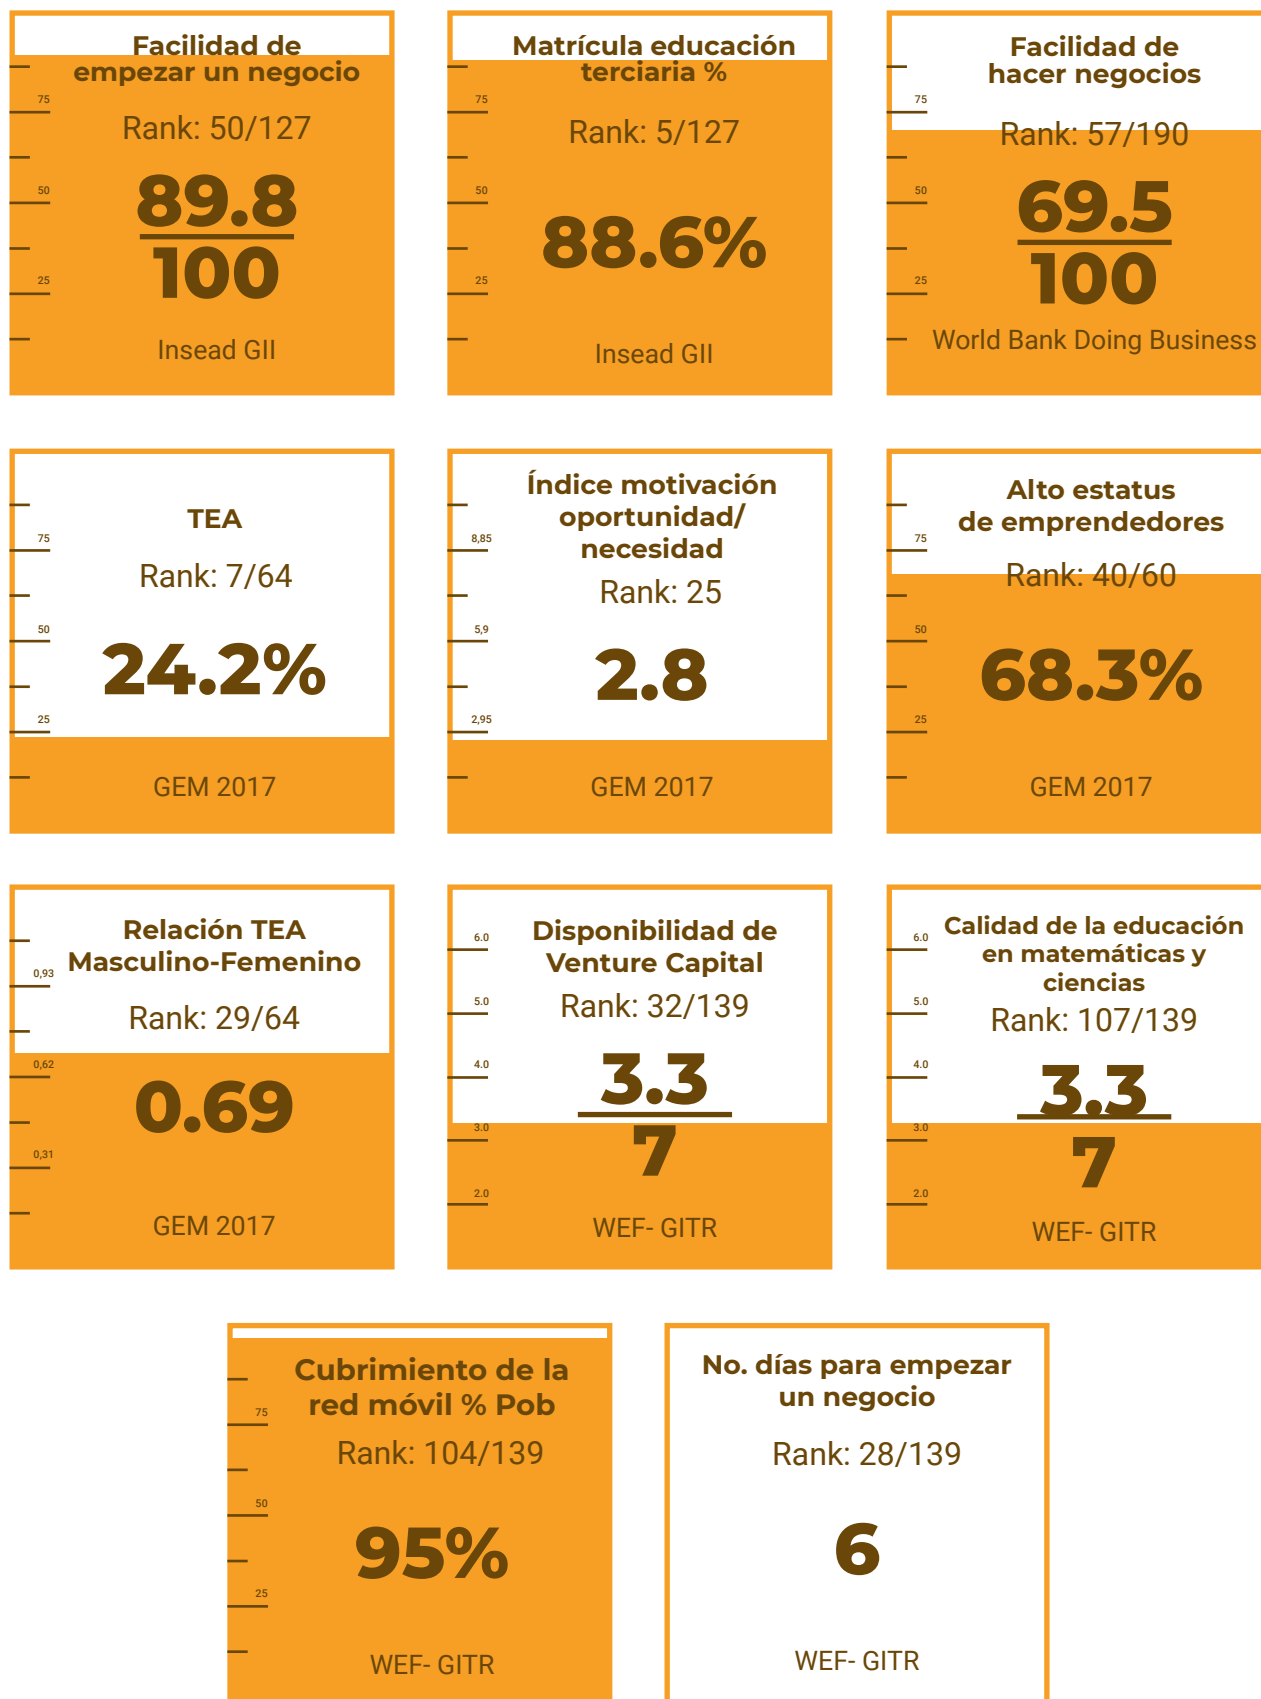 Facilidad de
empezar un negocio
75
Rank: 50/127
50
89.8
100
25
Insead GII
Matrícula educación
terciaria %
75
Rank: 5/127
50
88.6%
25
Insead GII
Facilidad de
hacer negocios
75
Rank: 57/190
50
69.5
100
25
World Bank Doing Business
TEA
75
Rank: 7/64
50
24.2%
25
GEM 2017
Índice motivación
oportunidad/
necesidad
8,85
Rank: 25
5,9
2.8
2,95
GEM 2017
Alto estatus
de emprendedores
75
Rank: 40/60
50
68.3%
25
GEM 2017
Relación TEA
Masculino-Femenino
0,93
Rank: 29/64
0,62
0.69
0,31
GEM 2017
6.0
Disponibilidad de
Venture Capital
5.0
Rank: 32/139
4.0
3.3
3.0
7
2.0
WEF- GITR
6.0
Calidad de la educación
en matemáticas y
ciencias
5.0
Rank: 107/139
4.0
3.3
3.0
7
2.0
WEF- GITR
Cubrimiento de la
red móvil % Pob
75
Rank: 104/139
50
95%
25
WEF- GITR
No. días para empezar
un negocio
Rank: 28/139
6
WEF- GITR